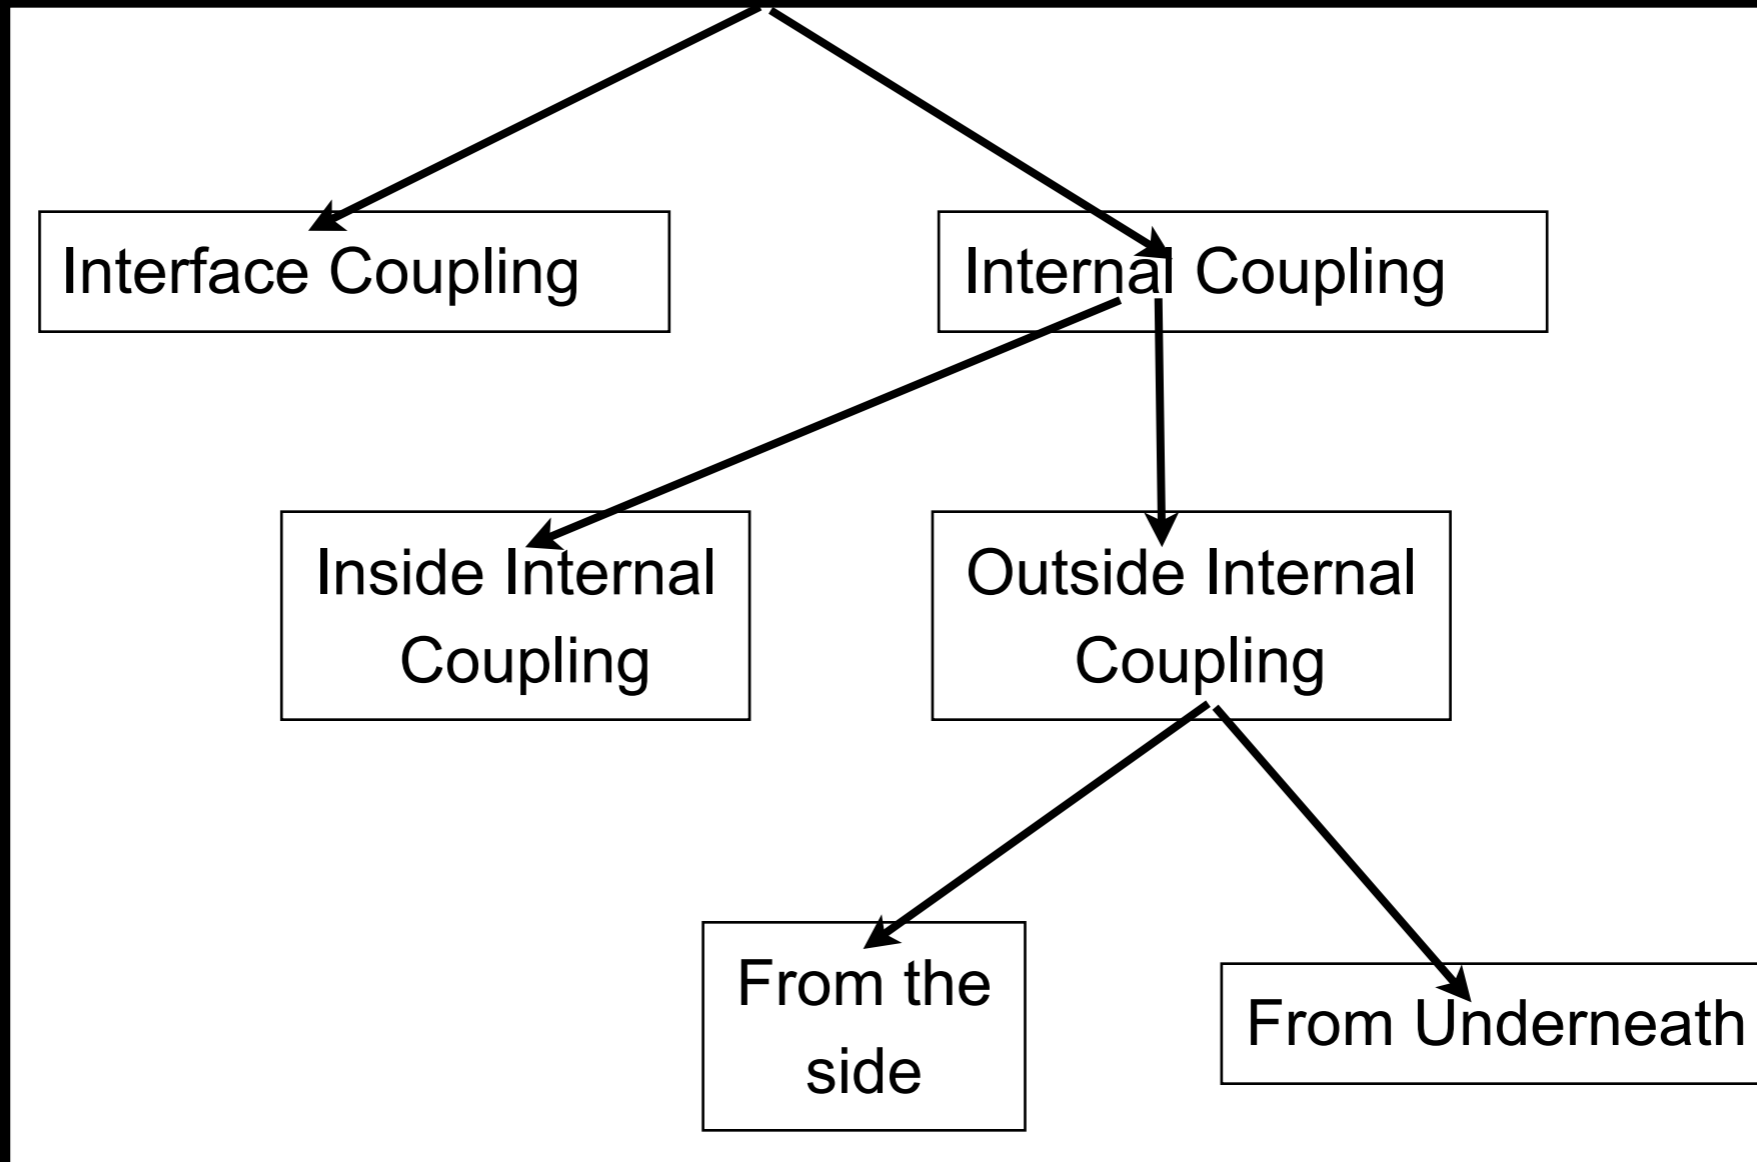 Interface Coupling
Internal Coupling
Inside Internal
Coupling
Outside Internal
Coupling
From the
side
From Underneath